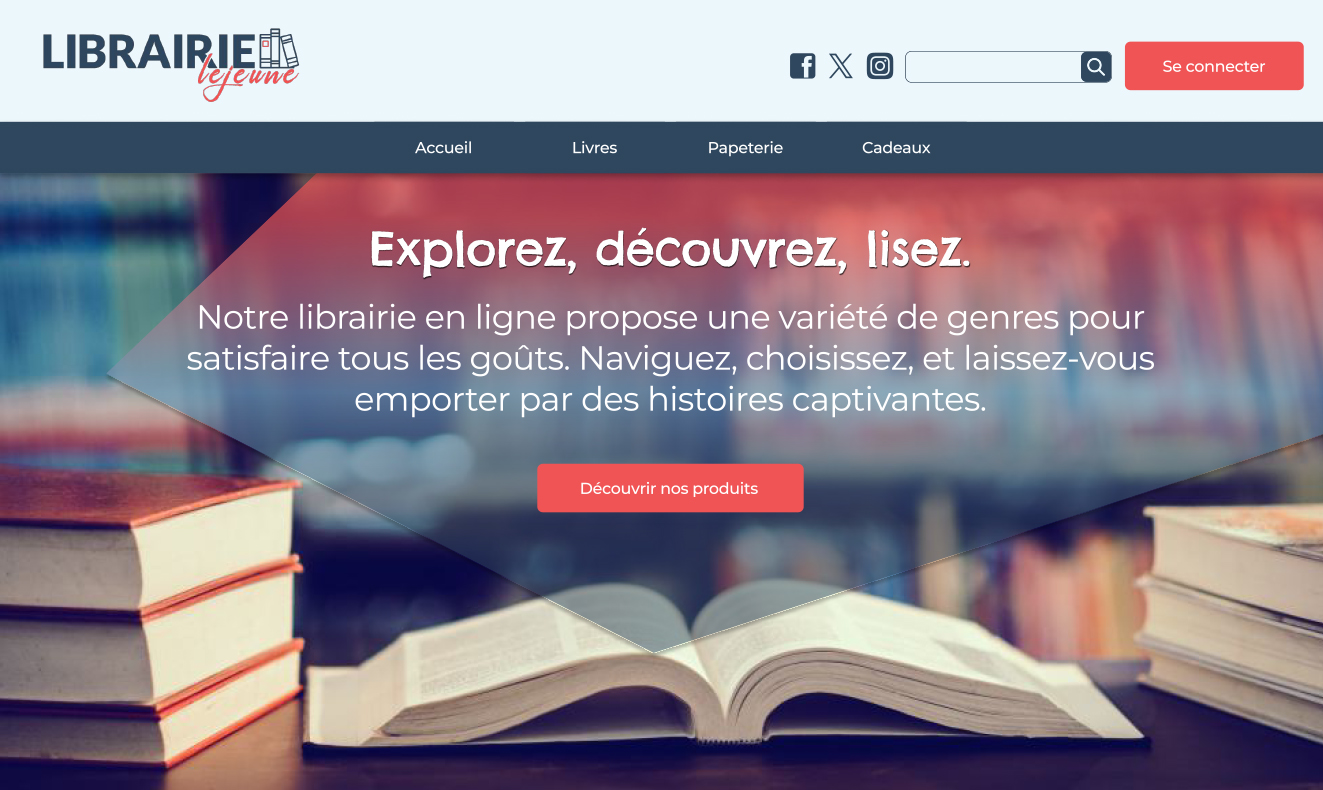 LIBRAIRIE
lejeune
Se connecter
Accueil Livres Papeterie Cadeaux
Explorez, découvrez, lisez.
Notre librairie en ligne propose une variété de genres pour
satisfaire tous les goûts. Naviguez, choisissez, et laissez-vous
emporter par des histoires captivantes.
Découvrir nos produits